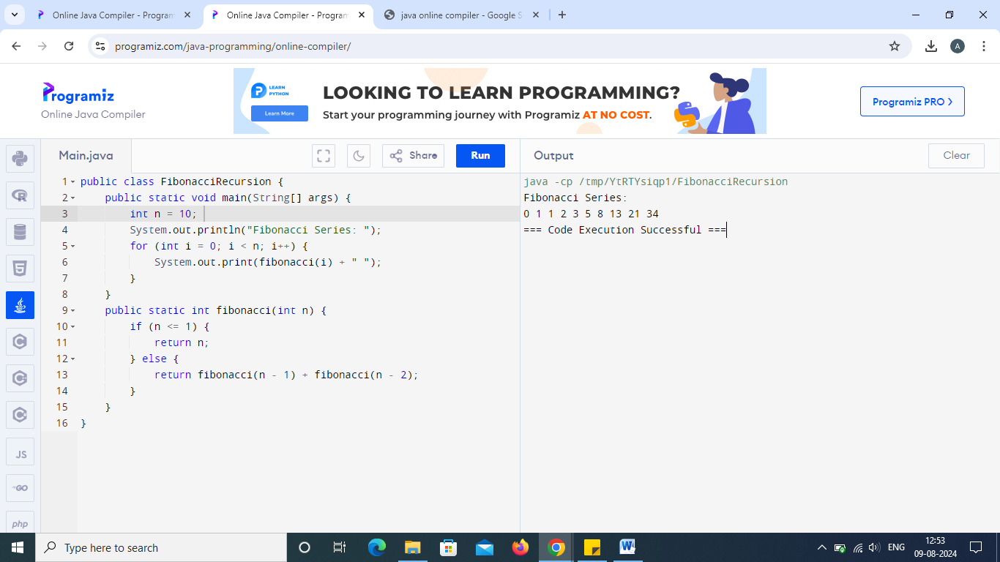 Online Java Compiler - Program
Online Java Compiler - Program
java online compiler - Google S
programiz.com/java-programming/online-compiler/
A
Programiz
Online Java Compiler
LEARN
PYTHON
Learn More
LOOKING TO LEARN PROGRAMMING?
Start your programming journey with Programiz AT NO COST.
Programiz PRO >
Main.java
Share
Run
Output
Clear
1 public class FibonacciRecursion {
2     public static void main(String[] args) {
3         int n = 10;
4         System.out.println("Fibonacci Series: ");
5         for (int i = 0; i < n; i++) {
6             System.out.print(fibonacci(i) + " ");
7         }
8     }
9     public static int fibonacci(int n) {
10         if (n <= 1) {
11             return n;
12         } else {
13             return fibonacci(n - 1) + fibonacci(n - 2);
14         }
15     }
16 }
java -cp /tmp/YtRTYsiqp1/FibonacciRecursion
Fibonacci Series:
0 1 1 2 3 5 8 13 21 34
=== Code Execution Successful ===
JS
GO
php
Type here to search
W
ENG
12:53
09-08-2024